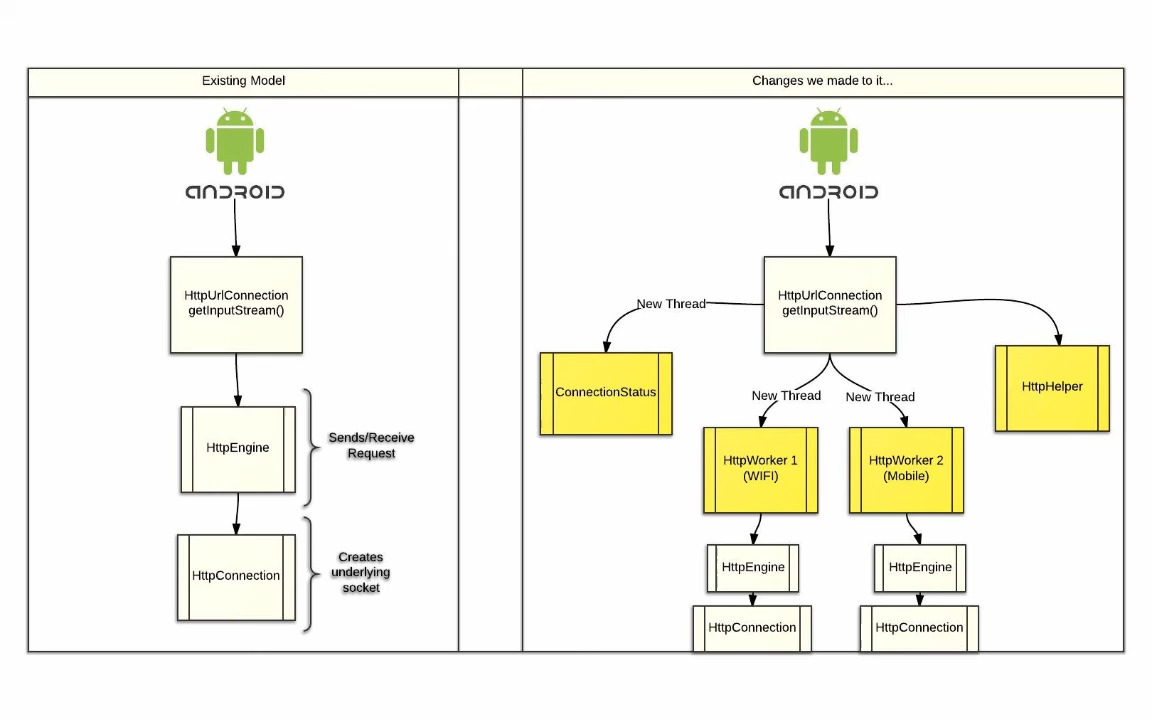 Existing Model
ANDROID
HttpUrlConnection
getInputStream()
HttpEngine
Sends/Receive
Request
HttpConnection
Creates
underlying
socket
Changes we made to it...
ANDROID
HttpUrlConnection
getInputStream()
New Thread
ConnectionStatus
HttpHelper
New Thread
New Thread
HttpWorker 1
(WIFI)
HttpWorker 2
(Mobile)
HttpEngine
HttpEngine
HttpConnection
HttpConnection